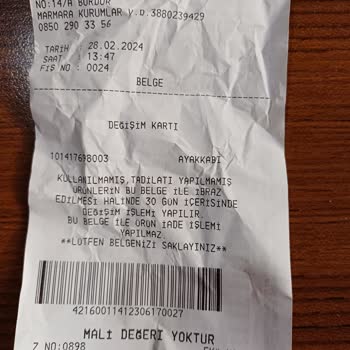 NO:14/A BURDUR
MARMARA KURUMLAR V.D.3880239429
0850 290 33 56
TARİH : 28.02.2024
SAAT : 13:47
FİŞ NO : 0024
BELGE
DEĞİŞİM KARTI
101417698003 AYAKKABI
KULLANILMAMIŞ,TADİLATI YAPILMAMIŞ
ÜRÜNLERİN BU BELGE İLE İBRAZ
EDİLMESİ HALİNDE 30 GÜN İÇERİSİNDE
DEĞİŞİM İŞLEMİ YAPILIR.
BU BELGE İLE ÜRÜN İADE İŞLEMİ
YAPILMAZ.
**LÜTFEN BELGENİZİ SAKLAYINIZ**
42160011412306170027
MALİ DEĞERİ YOKTUR
Z NO:0898